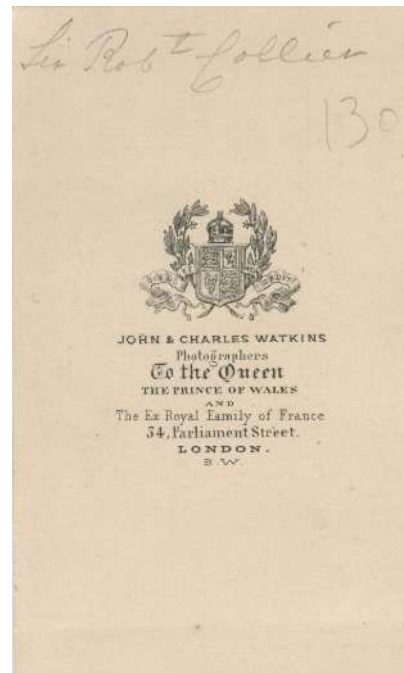 Sir Robt Collier
130
JOHN & CHARLES WATKINS
Photographers
To the Queen
THE PRINCE OF WALES
AND
The Ex Royal Family of France
34, Parliament Street.
LONDON.
S.W.